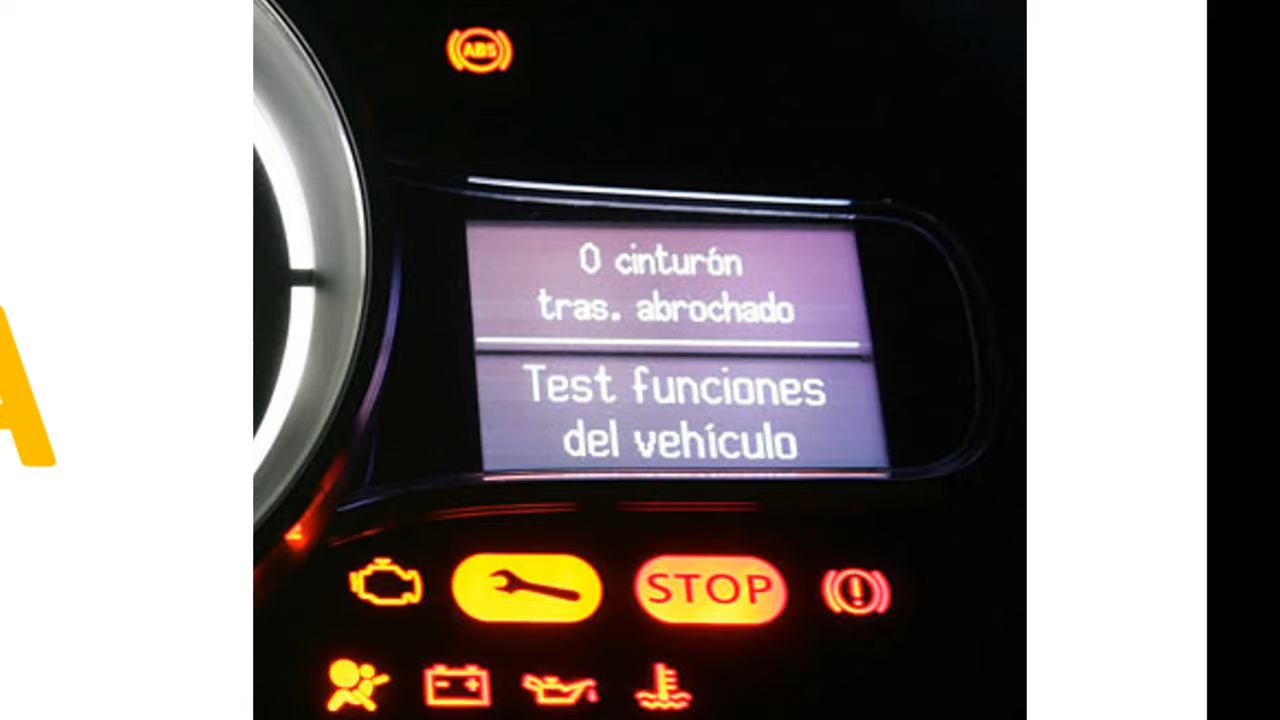 A
ABS
0 cinturón
tras. abrochado
Test funciones
del vehículo
STOP